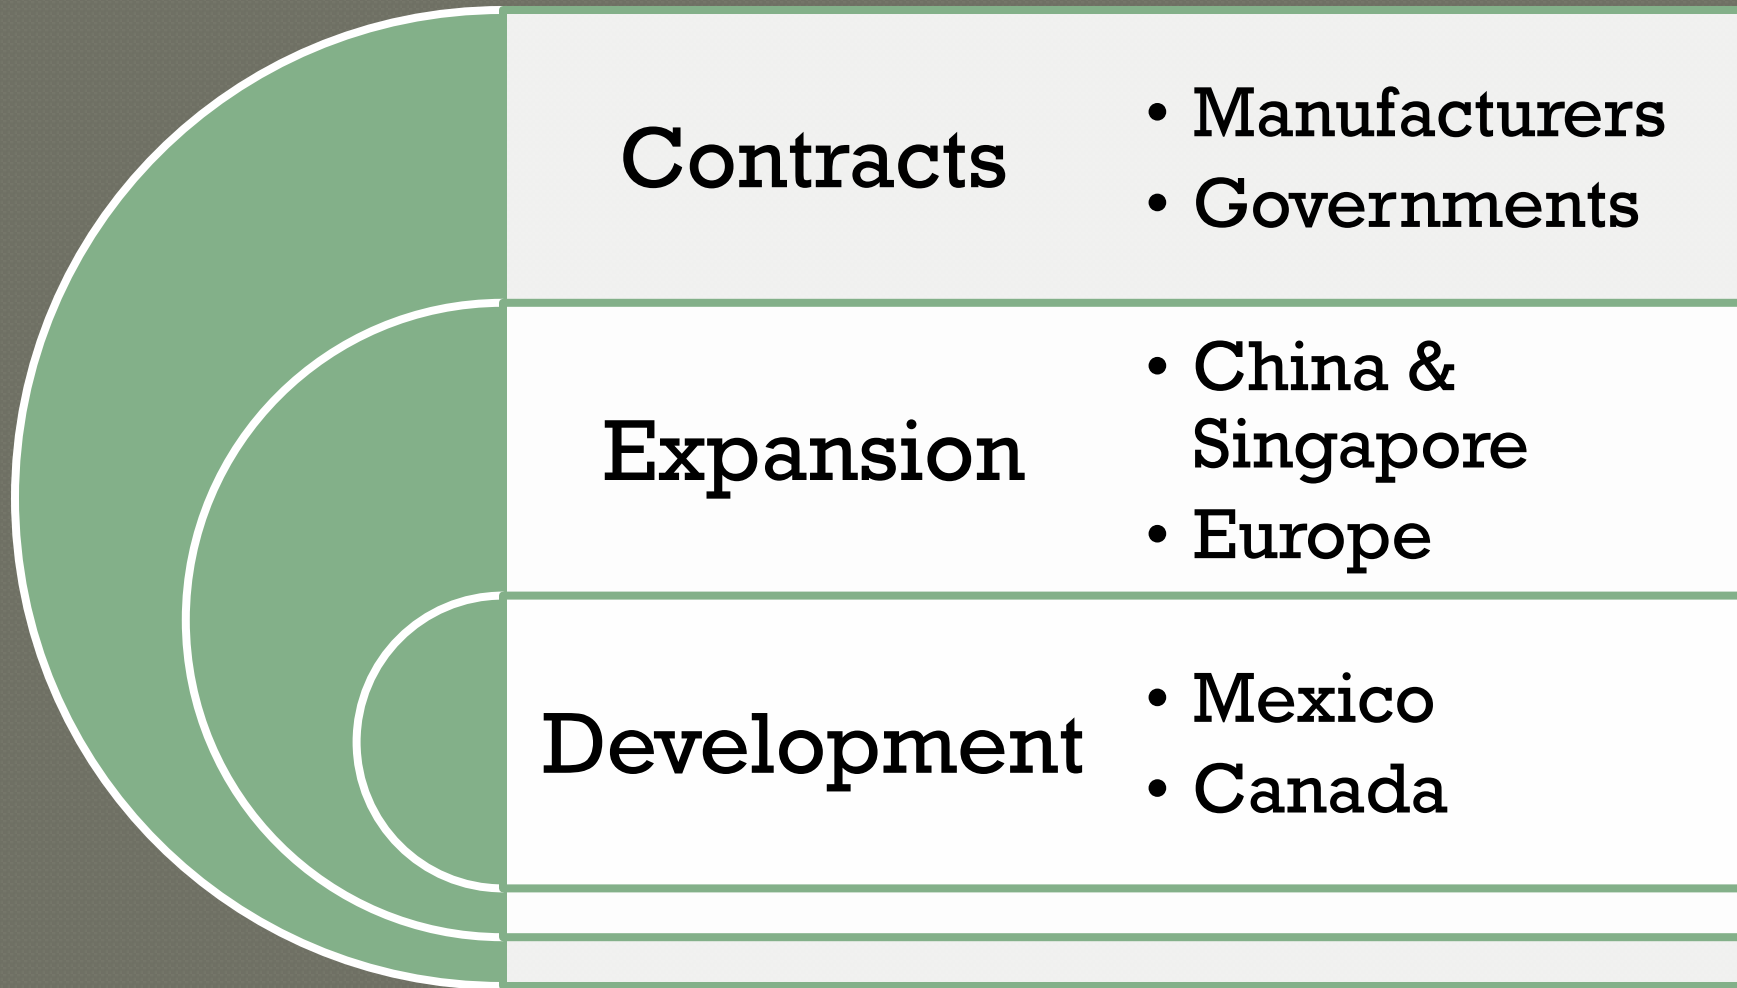 Contracts
• Manufacturers
• Governments
Expansion
• China &
Singapore
• Europe
Development
• Mexico
• Canada